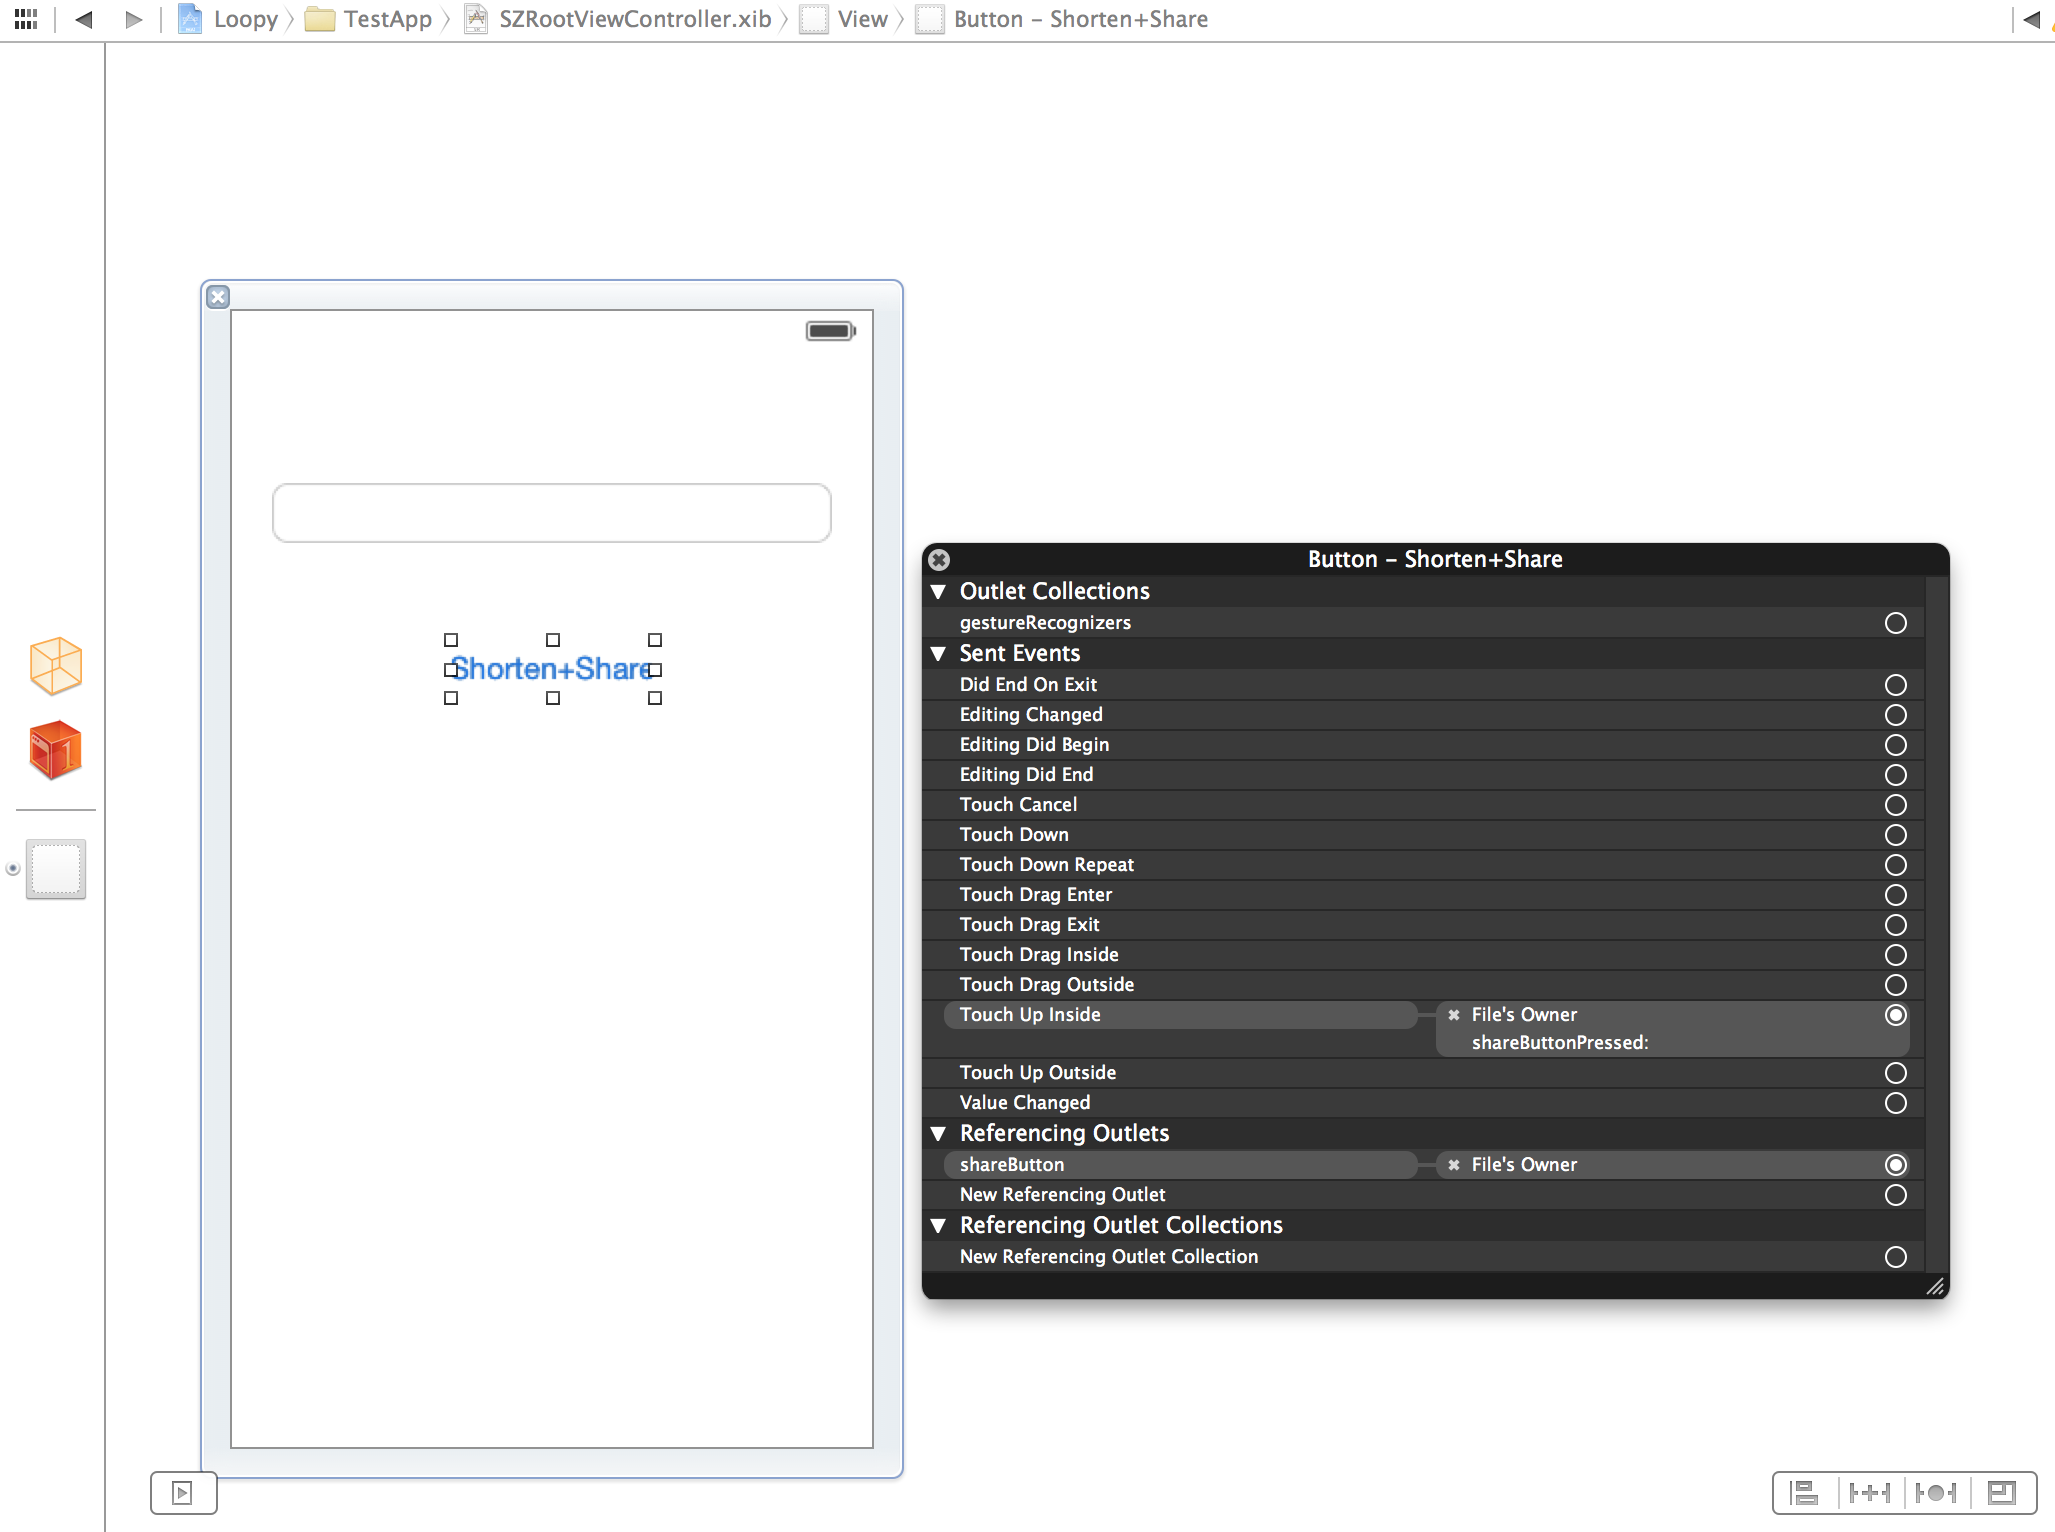 Loopy TestApp SZRootViewController.xib View Button – Shorten+Share
Shorten+Share
Button – Shorten+Share
Outlet Collections
gestureRecognizers
Sent Events
Did End On Exit
Editing Changed
Editing Did Begin
Editing Did End
Touch Cancel
Touch Down
Touch Down Repeat
Touch Drag Enter
Touch Drag Exit
Touch Drag Inside
Touch Drag Outside
Touch Up Inside File's Owner
shareButtonPressed:
Touch Up Outside
Value Changed
Referencing Outlets
shareButton File's Owner
New Referencing Outlet
Referencing Outlet Collections
New Referencing Outlet Collection